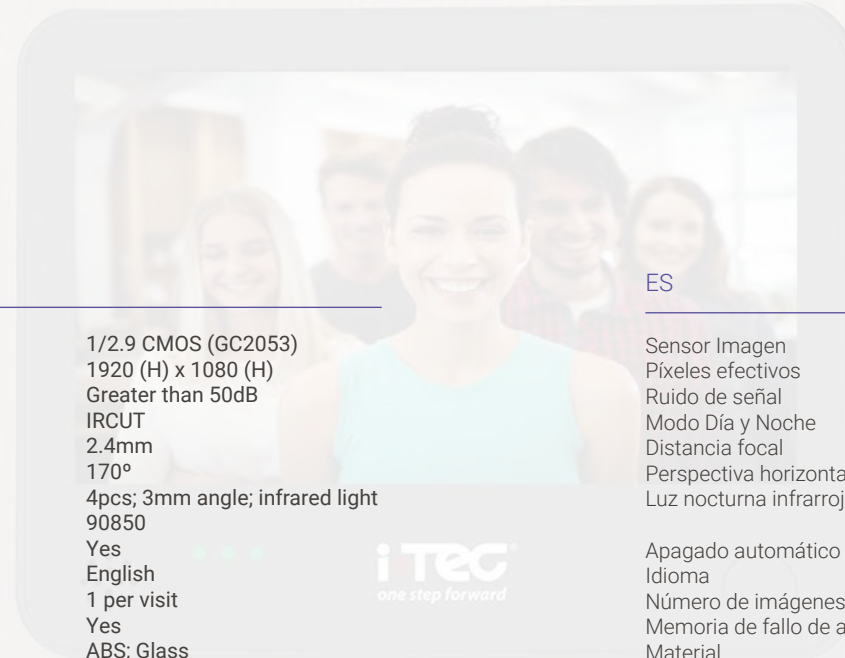 1/2.9 CMOS (GC2053)
1920 (H) x 1080 (H)
Greater than 50dB
IRCUT
2.4mm
170º
4pcs; 3mm angle; infrared light
90850
Yes
English
1 per visit
Yes
ABS; Glass
ES
Sensor Imagen
Píxeles efectivos
Ruido de señal
Modo Día y Noche
Distancia focal
Perspectiva horizonta
Luz nocturna infrarroj
Apagado automático
Idioma
Número de imágenes
Memoria de fallo de a
Material
iTEC
one step forward